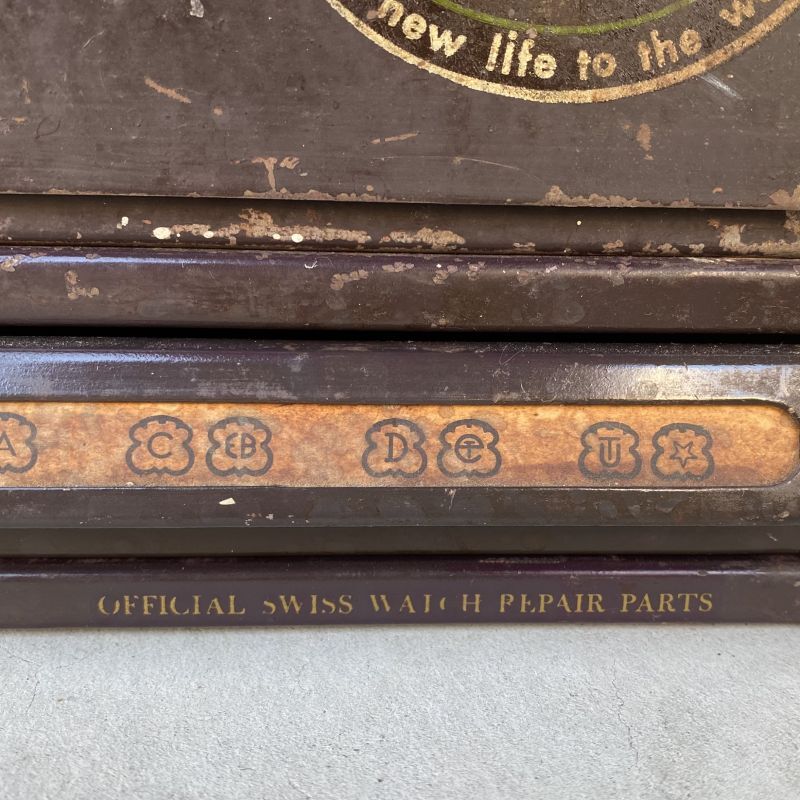 new life to the
A C EB D U
OFFICIAL SWISS WATCH REPAIR PARTS